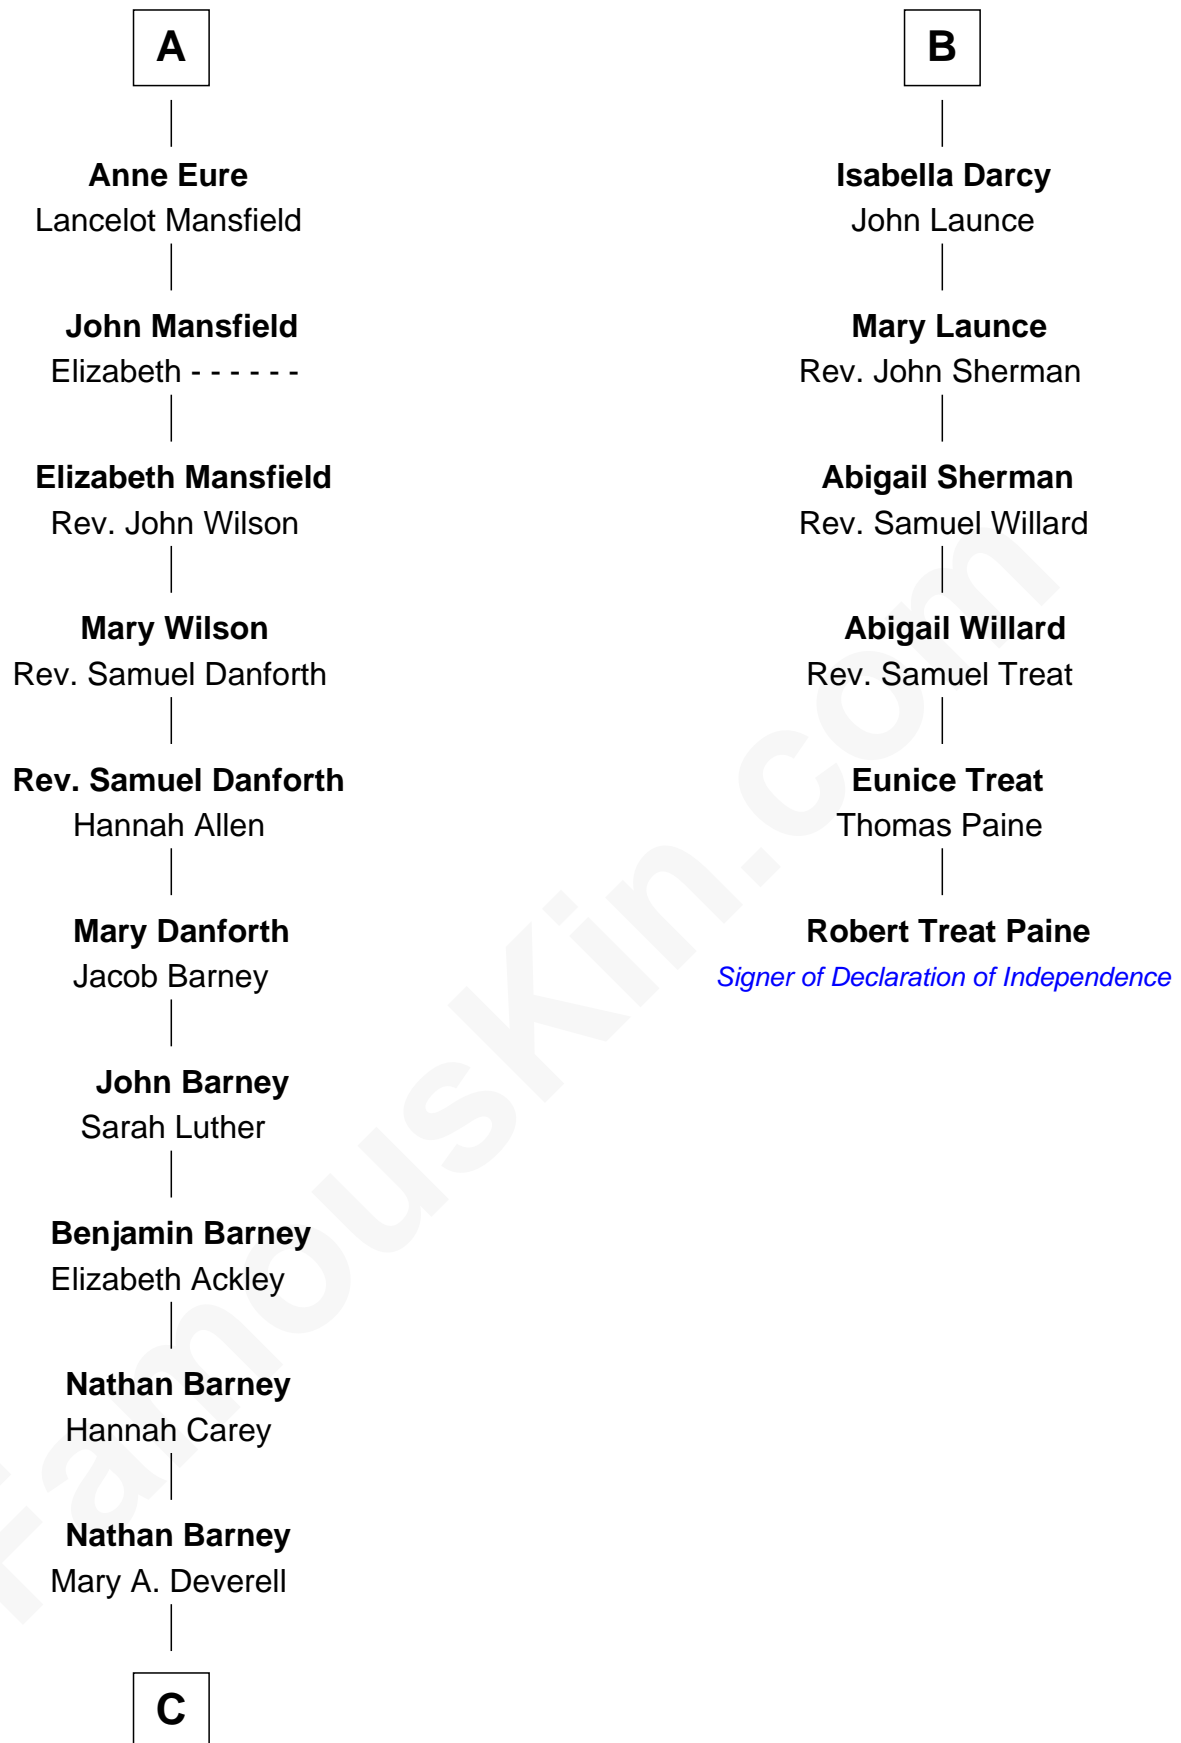 A
Anne Eure
Lancelot Mansfield
John Mansfield
Elizabeth - - - - - -
Elizabeth Mansfield
Rev. John Wilson
Mary Wilson
Rev. Samuel Danforth
Rev. Samuel Danforth
Hannah Allen
Mary Danforth
Jacob Barney
John Barney
Sarah Luther
Benjamin Barney
Elizabeth Ackley
Nathan Barney
Hannah Carey
Nathan Barney
Mary A. Deverell
C
B
Isabella Darcy
John Launce
Mary Launce
Rev. John Sherman
Abigail Sherman
Rev. Samuel Willard
Abigail Willard
Rev. Samuel Treat
Eunice Treat
Thomas Paine
Robert Treat Paine
Signer of Declaration of Independence
FamousKin.com